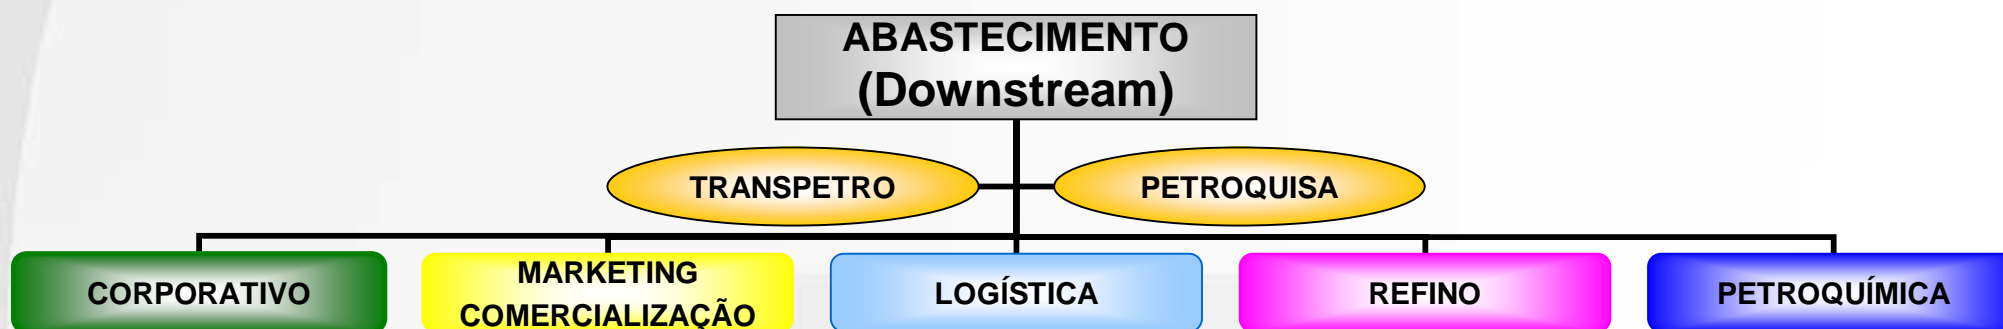 ABASTECIMENTO
(Downstream)
TRANSPETRO
PETROQUISA
CORPORATIVO
MARKETING
COMERCIALIZAÇÃO
LOGÍSTICA
REFINO
PETROQUÍMICA